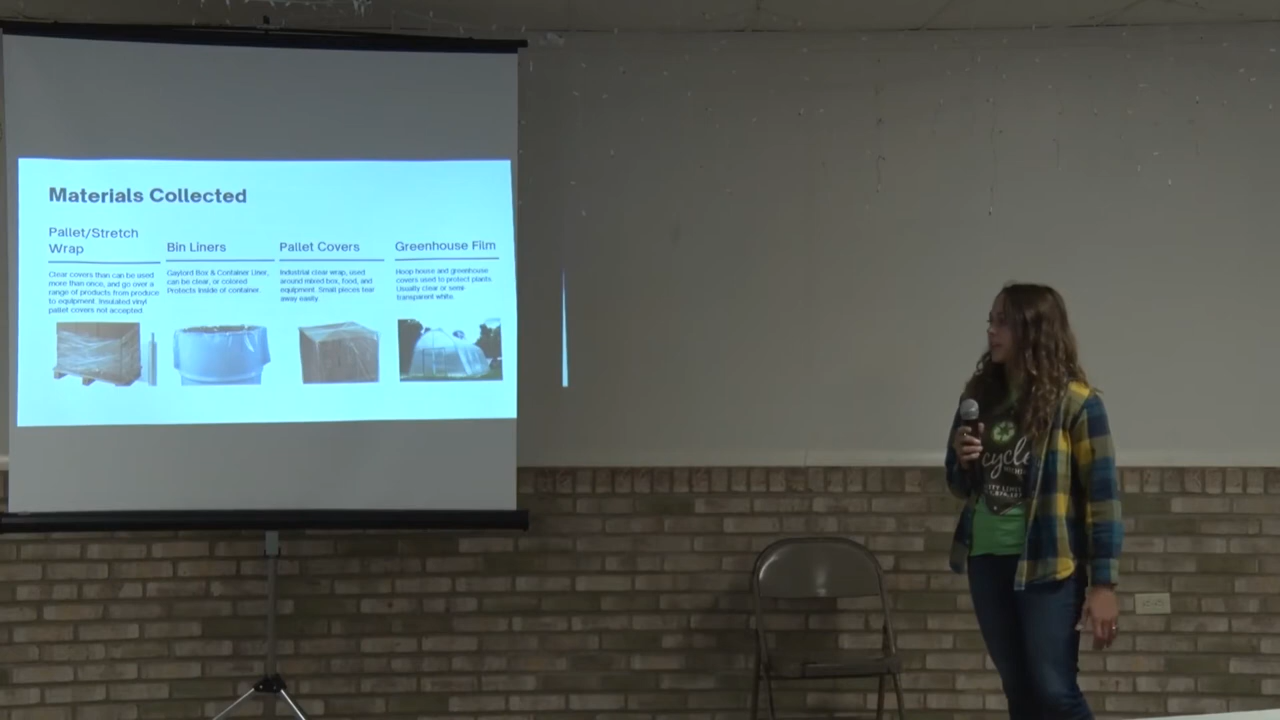 Materials Collected
Pallet/Stretch
Wrap
Clear covers than can be used
more than once, and go over a
range of products from produce
to equipment. Insulated vinyl
pallet covers not accepted.
Bin Liners
Gaylord Box & Container Liner,
can be clear, or colored
Protects inside of container.
Pallet Covers
Industrial clear wrap, used
around mixed box, food, and
equipment. Small pieces tear
away easily.
Greenhouse Film
Hoop house and greenhouse
covers used to protect plants.
Usually clear or semi-
transparent white.
cycle